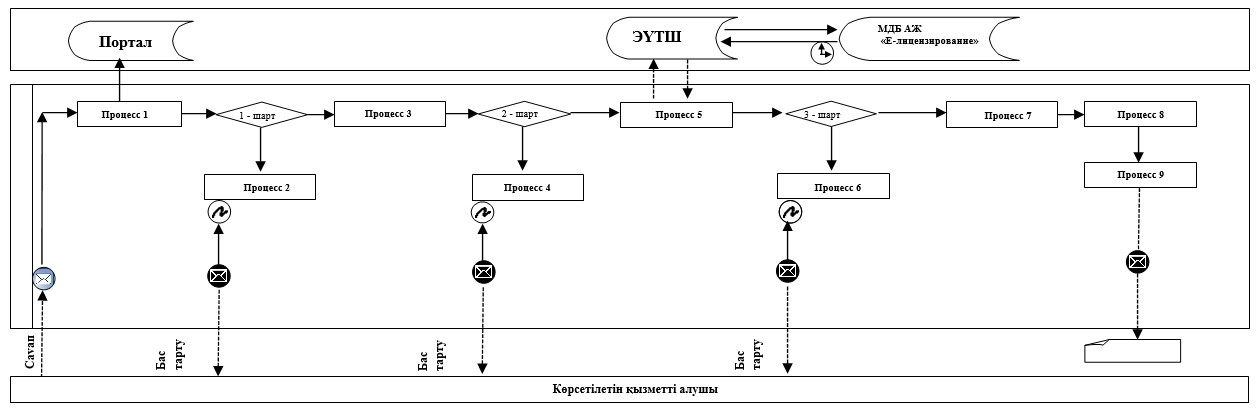 Портал
ЭҮТШ
МДБ АЖ
«Е-лицензирование»
Процесс 1
1 - шарт
Процесс 3
2 - шарт
Процесс 5
3 - шарт
Процесс 7
Процесс 8
Процесс 2
Процесс 4
Процесс 6
Процесс 9
Сауап
Бас
тарту
Бас
тарту
Бас
тарту
Көрсетілетін қызметті алушы